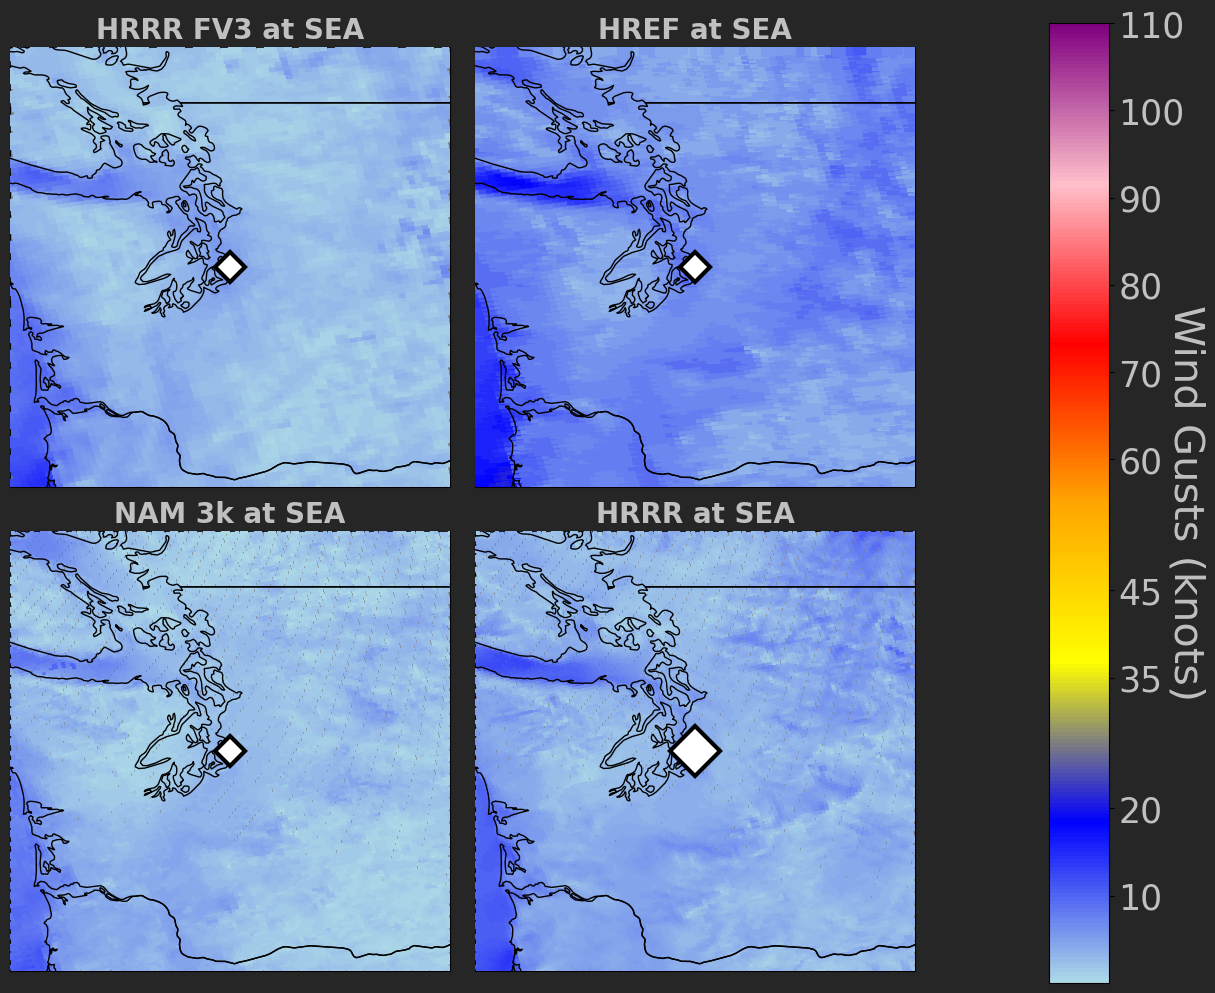 HRRR FV3 at SEA
HREF at SEA
NAM 3k at SEA
HRRR at SEA
110
100
90
80
70
60
45
35
20
10
Wind Gusts (knots)